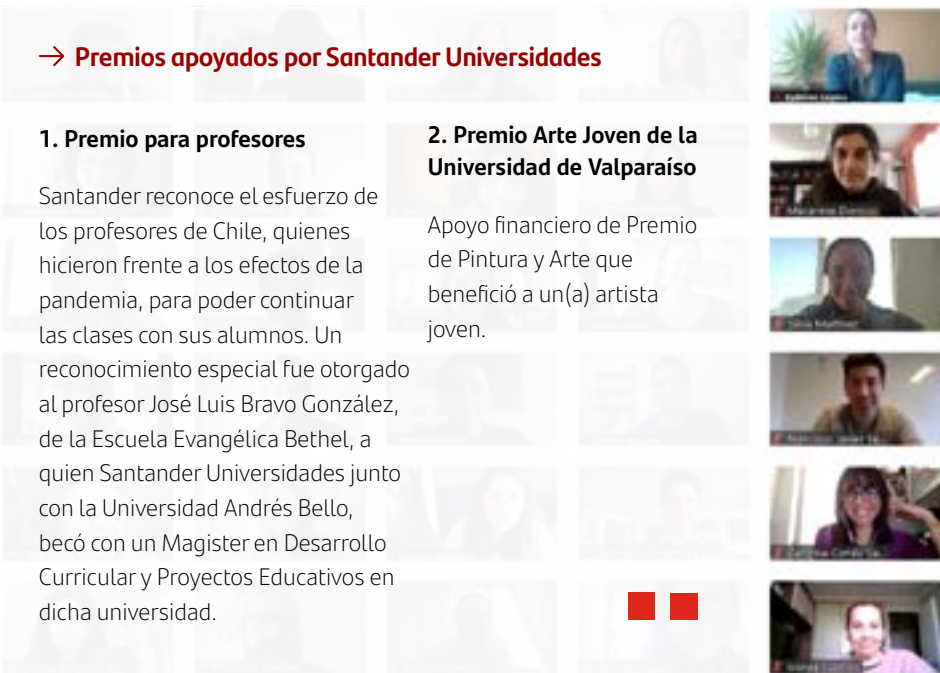 → Premios apoyados por Santander Universidades
1. Premio para profesores
Santander reconoce el esfuerzo de
los profesores de Chile, quienes
hicieron frente a los efectos de la
pandemia, para poder continuar
las clases con sus alumnos. Un
reconocimiento especial fue otorgado
al profesor José Luis Bravo González,
de la Escuela Evangélica Bethel, a
quien Santander Universidades junto
con la Universidad Andrés Bello,
becó con un Magister en Desarrollo
Curricular y Proyectos Educativos en
dicha universidad.
2. Premio Arte Joven de la
Universidad de Valparaíso
Apoyo financiero de Premio
de Pintura y Arte que
benefició a un(a) artista
joven.